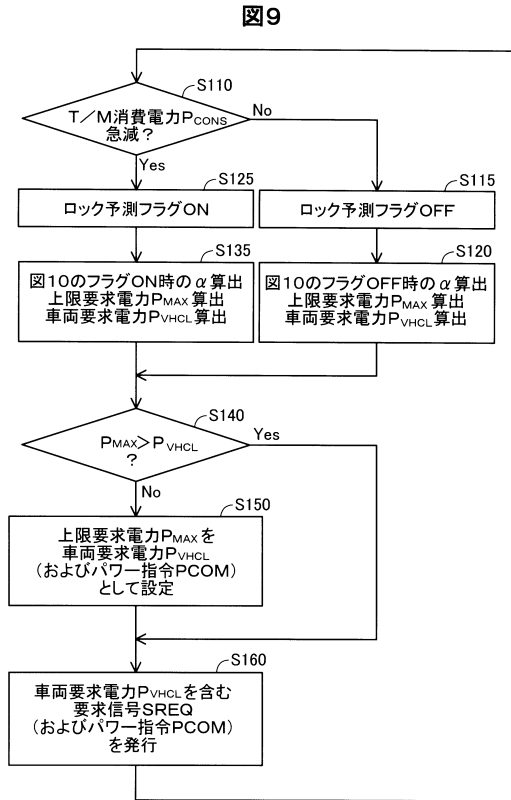 図9
S110
T/M消費電力PCONS
急減？
No
Yes
S125
ロック予測フラグON
S115
ロック予測フラグOFF
S135
図10のフラグON時のα算出
上限要求電力PMAX算出
車両要求電力PVHCL算出
S120
図10のフラグOFF時のα算出
上限要求電力PMAX算出
車両要求電力PVHCL算出
S140
PMAX>PVHCL
？
Yes
No
S150
上限要求電力PMAXを
車両要求電力PVHCL
（およびパワー指令PCOM）
として設定
S160
車両要求電力PVHCLを含む
要求信号SREQ
（およびパワー指令PCOM）
を発行